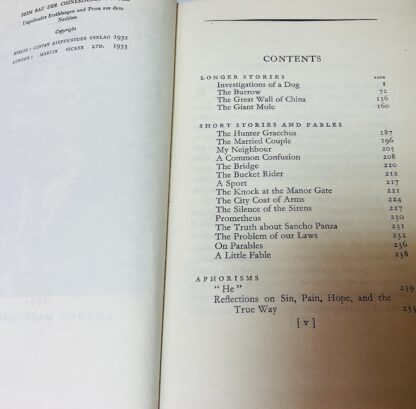 BEIM BAU DER CHINESISCHEN
Ungedruckte Erzählungen und Prosa aus dem
Nachlass
Copyright
BERLIN: GUSTAV KIEPENHEUER VERLAG 1932
LONDON: MARTIN SECKER LTD. 1933
CONTENTS
LONGER STORIES PAGE
Investigations of a Dog 1
The Burrow 72
The Great Wall of China 136
The Giant Mole 160
SHORT STORIES AND FABLES
The Hunter Gracchus 187
The Married Couple 196
My Neighbour 205
A Common Confusion 208
The Bridge 210
The Bucket Rider 212
A Sport 217
The Knock at the Manor Gate 221
The City Coat of Arms 224
The Silence of the Sirens 227
Prometheus 230
The Truth about Sancho Panza 231
The Problem of our Laws 232
On Parables 236
A Little Fable 238
APHORISMS
"He" 239
Reflections on Sin, Pain, Hope, and the
True Way 253
[v]